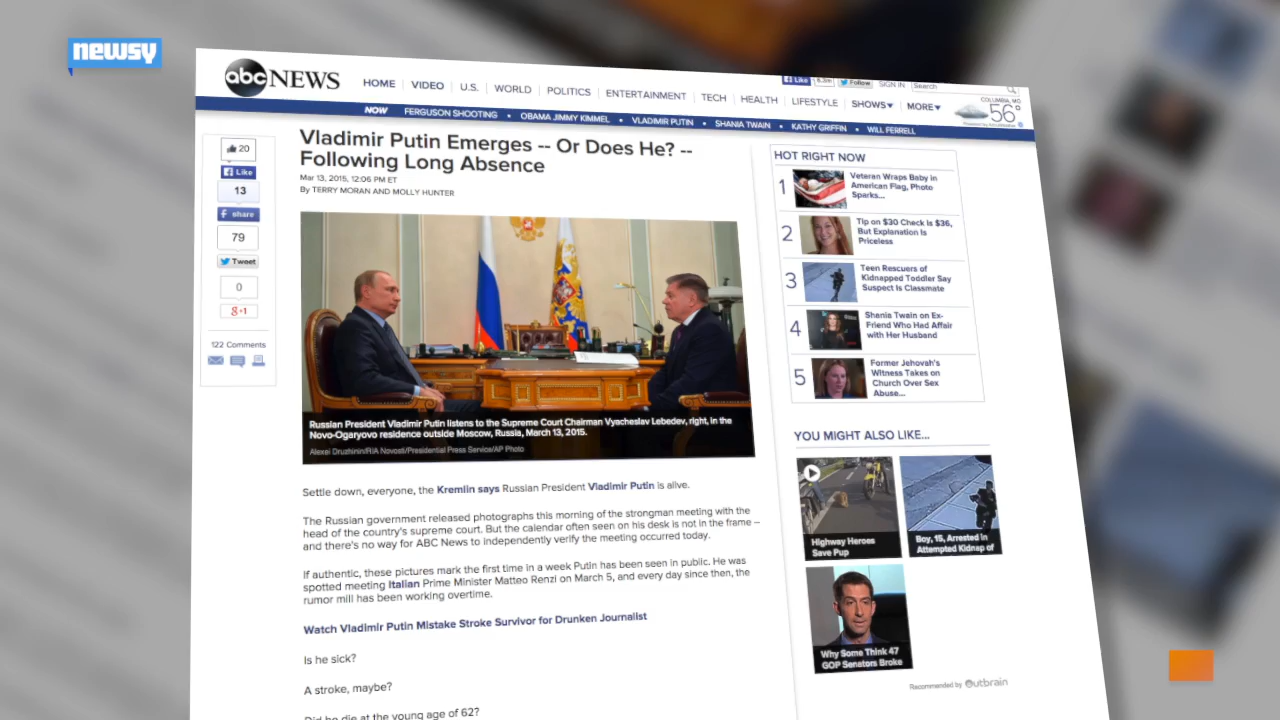 newsy
abc NEWS
HOME
VIDEO
U.S.
WORLD
POLITICS
ENTERTAINMENT
TECH
HEALTH
LIFESTYLE
SHOWS
MORE
Like
Follow
SIGN IN
Search
COLUMBIA, MO
56°
NOW FERGUSON SHOOTING • OBAMA JIMMY KIMMEL • VLADIMIR PUTIN • SHANIA TWAIN • KATHY GRIFFIN • WILL FERRELL
20
Like
13
share
79
Tweet
0
g+1
122 Comments
Vladimir Putin Emerges -- Or Does He? --
Following Long Absence
Mar 13, 2015, 12:06 PM ET
By TERRY MORAN AND MOLLY HUNTER
Russian President Vladimir Putin listens to the Supreme Court Chairman Vyacheslav Lebedev, right, in the
Novo-Ogaryovo residence outside Moscow, Russia, March 13, 2015.
Alexei Druzhinin/RIA Novosti/Presidential Press Service/AP Photo
Settle down, everyone, the Kremlin says Russian President Vladimir Putin is alive.
The Russian government released photographs this morning of the strongman meeting with the
head of the country's supreme court. But the calendar often seen on his desk is not in the frame –
and there's no way for ABC News to independently verify the meeting occurred today.
If authentic, these pictures mark the first time in a week Putin has been seen in public. He was
spotted meeting Italian Prime Minister Matteo Renzi on March 5, and every day since then, the
rumor mill has been working overtime.
Watch Vladimir Putin Mistake Stroke Survivor for Drunken Journalist
Is he sick?
A stroke, maybe?
Did he die at the young age of 62?
HOT RIGHT NOW
1
Veteran Wraps Baby in
American Flag, Photo
Sparks...
2
Tip on $30 Check Is $36,
But Explanation Is
Priceless
3
Teen Rescuers of
Kidnapped Toddler Say
Suspect Is Classmate
4
Shania Twain on Ex-
Friend Who Had Affair
with Her Husband
5
Former Jehovah's
Witness Takes on
Church Over Sex
Abuse...
YOU MIGHT ALSO LIKE...
Highway Heroes
Save Pup
Boy, 15, Arrested in
Attempted Kidnap of
Why Some Think 47
GOP Senators Broke
Recommended by Outbrain